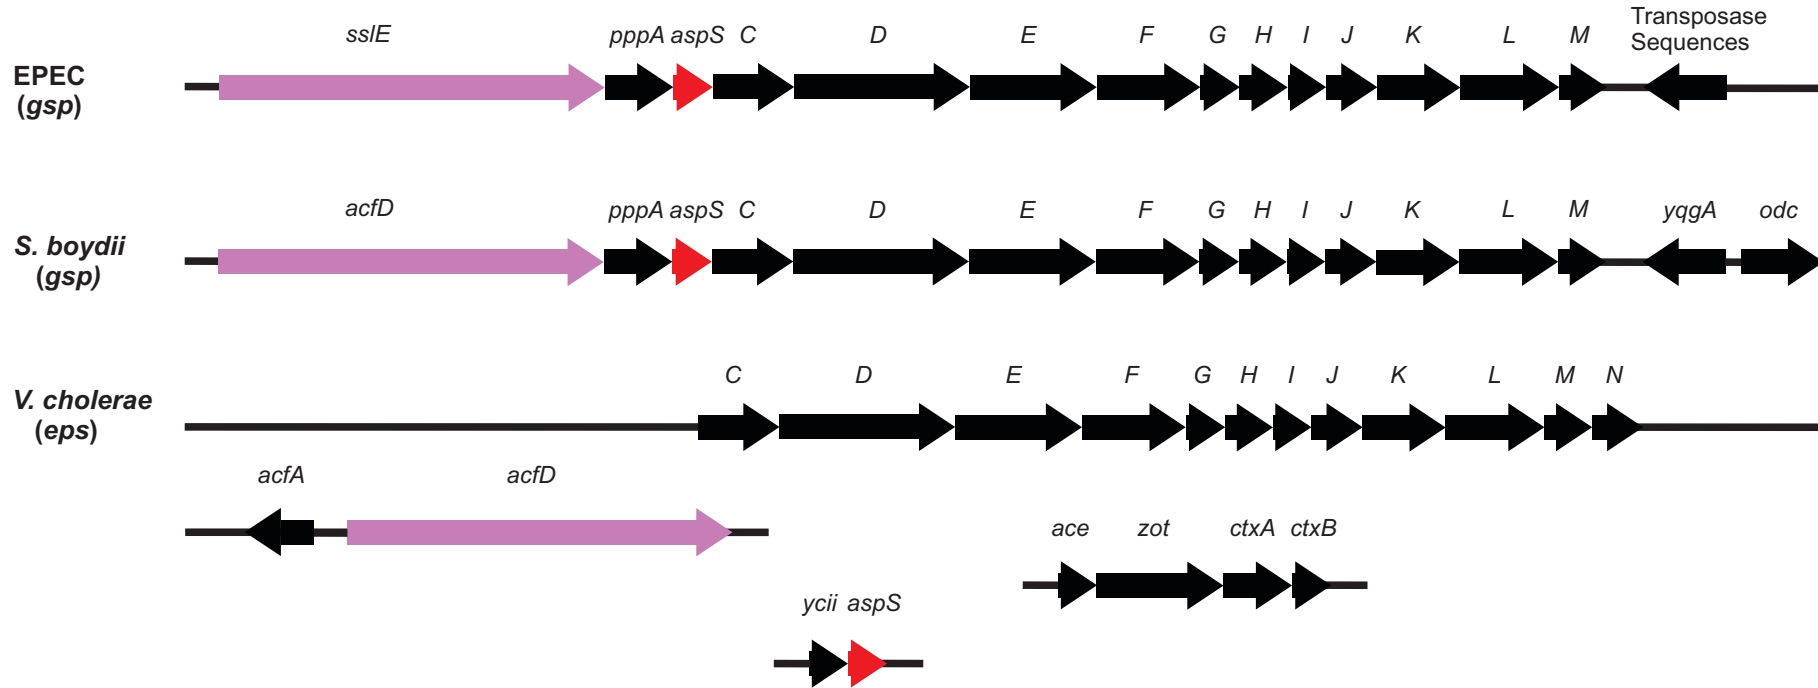 Transposase
sslE pppA aspS C D E F G H I J K L M Sequences
EPEC
(gsp)
acfD pppA aspS C D E F G H I J K L M yqgA odc
S. boydii
(gsp)
C D E F G H I J K L M N
V. cholerae
(eps)
acfA acfD
ace zot ctxA ctxB
ycii aspS